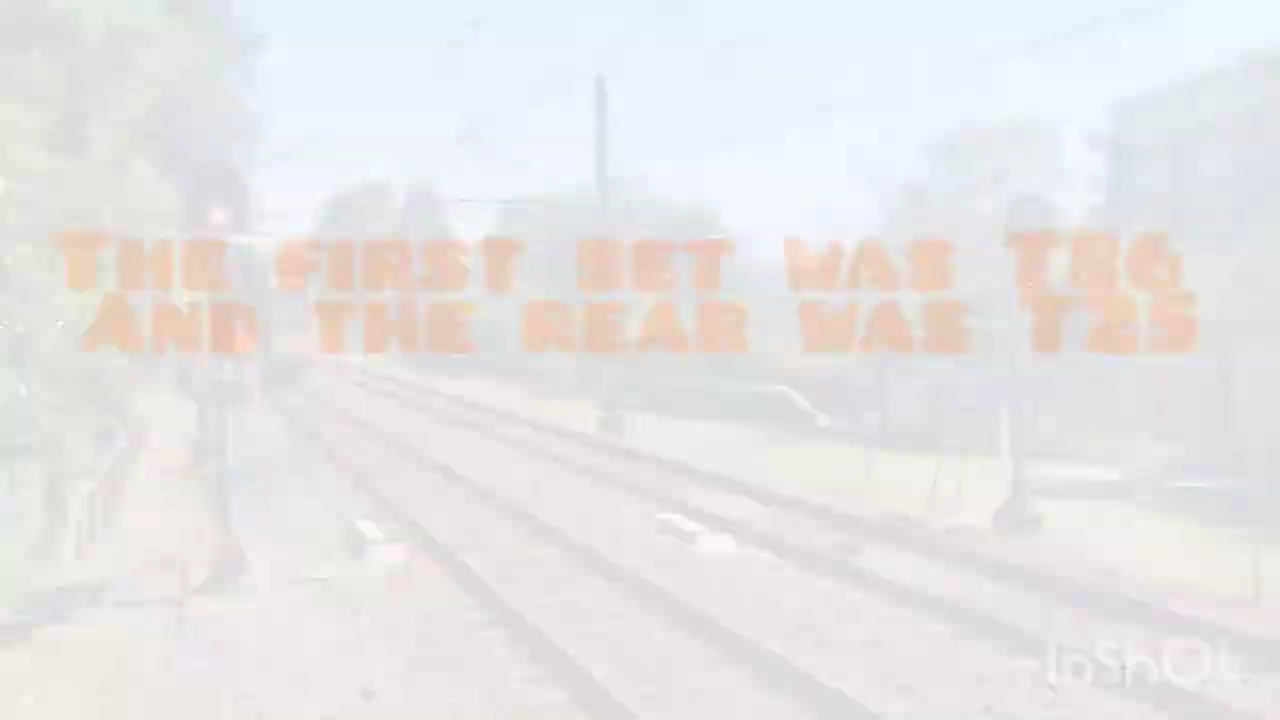 The first set was T86
And the rear was T25
InShOt